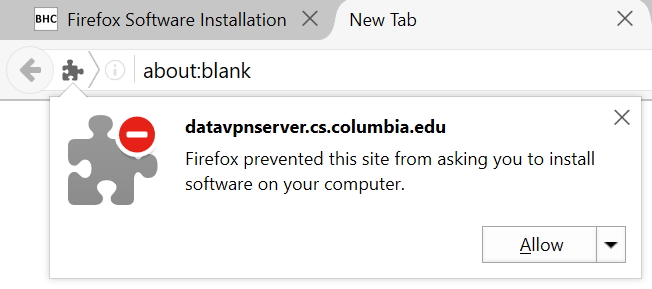 BHC Firefox Software Installation New Tab
about:blank
datavpnserver.cs.columbia.edu
Firefox prevented this site from asking you to install
software on your computer.
Allow